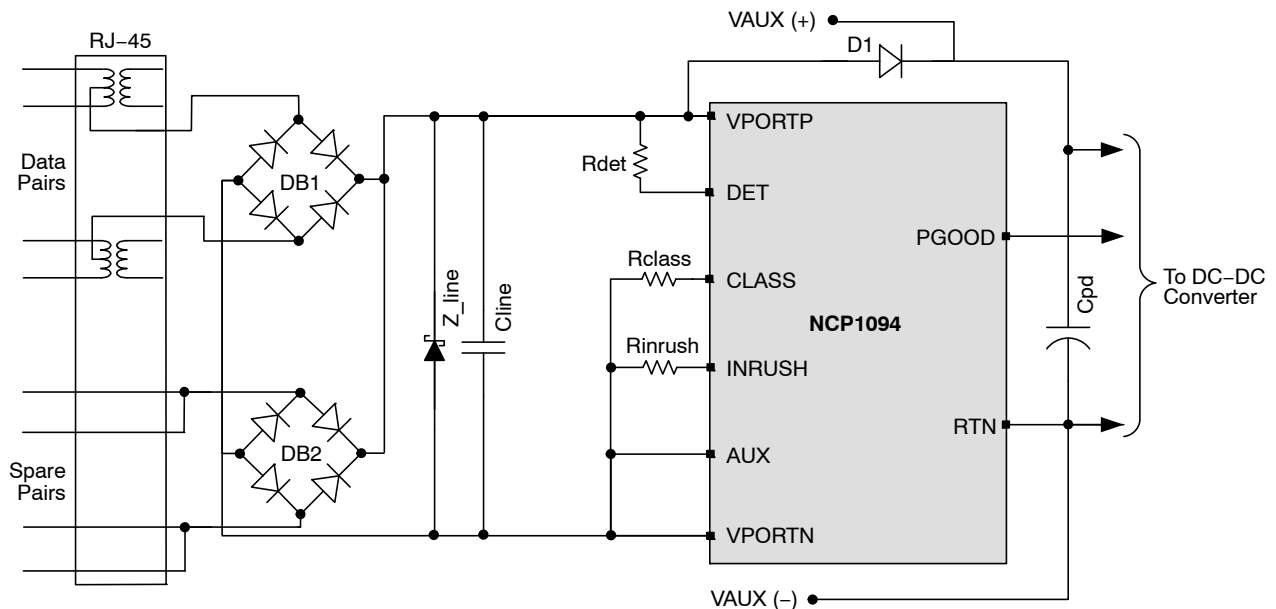 VAUX (+)
RJ−45
D1
VPORTP
Data
Pairs
DB1
Rdet
DET
PGOOD
Rclass
CLASS
To DC−DC
Converter
Z_line
Cline
Cpd
NCP1094
Rinrush
INRUSH
RTN
DB2
AUX
Spare
Pairs
VPORTN
VAUX (−)